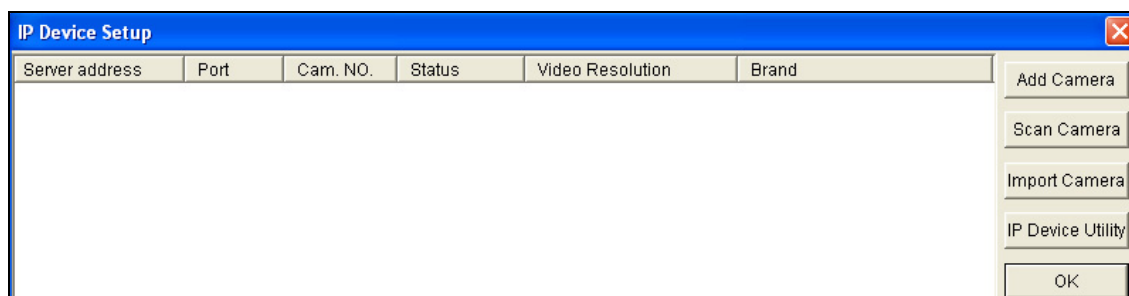 IP Device Setup
Server address Port Cam. NO. Status Video Resolution Brand
Add Camera
Scan Camera
Import Camera
IP Device Utility
OK